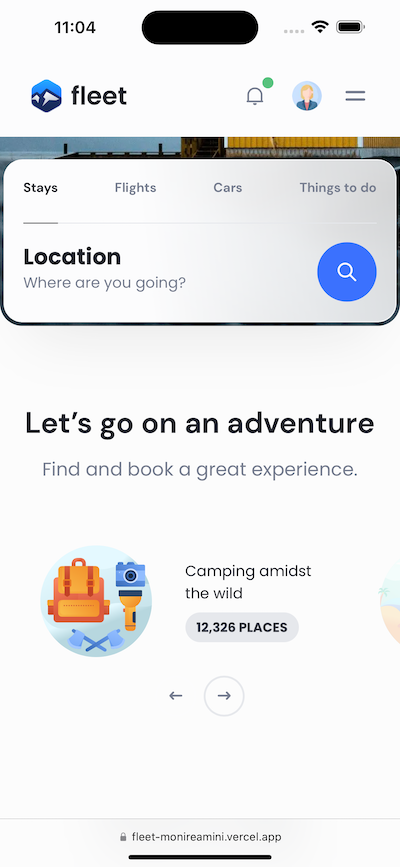 11:04
fleet
Stays Flights Cars Things to do
Location
Where are you going?
Let's go on an adventure
Find and book a great experience.
Camping amidst
the wild
12,326 PLACES
fleet-monireamini.vercel.app